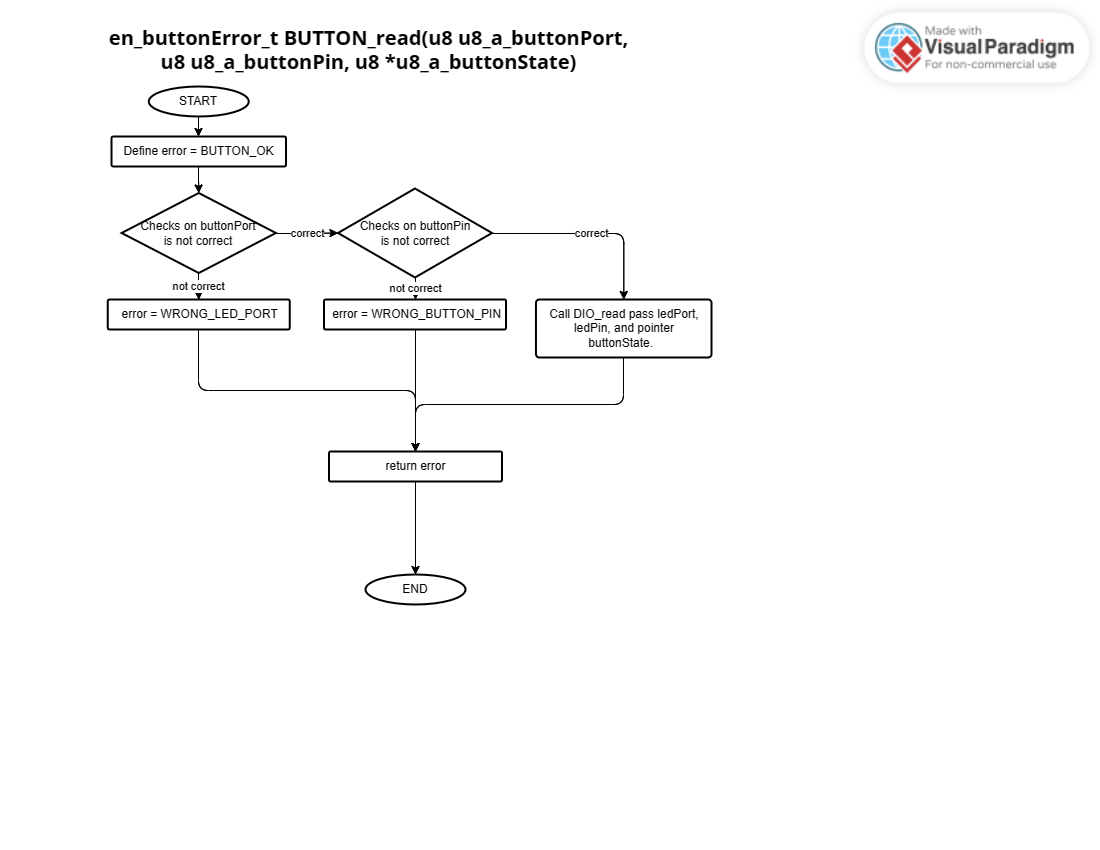 en_buttonError_t BUTTON_read(u8 u8_a_buttonPort,
u8 u8_a_buttonPin, u8 *u8_a_buttonState)
Made with
VisualParadigm
For non-commercial use
START
Define error = BUTTON_OK
Checks on buttonPort
is not correct
correct
Checks on buttonPin
is not correct
correct
not correct
not correct
error = WRONG_LED_PORT
error = WRONG_BUTTON_PIN
Call DIO_read pass ledPort,
ledPin, and pointer
buttonState.
return error
END